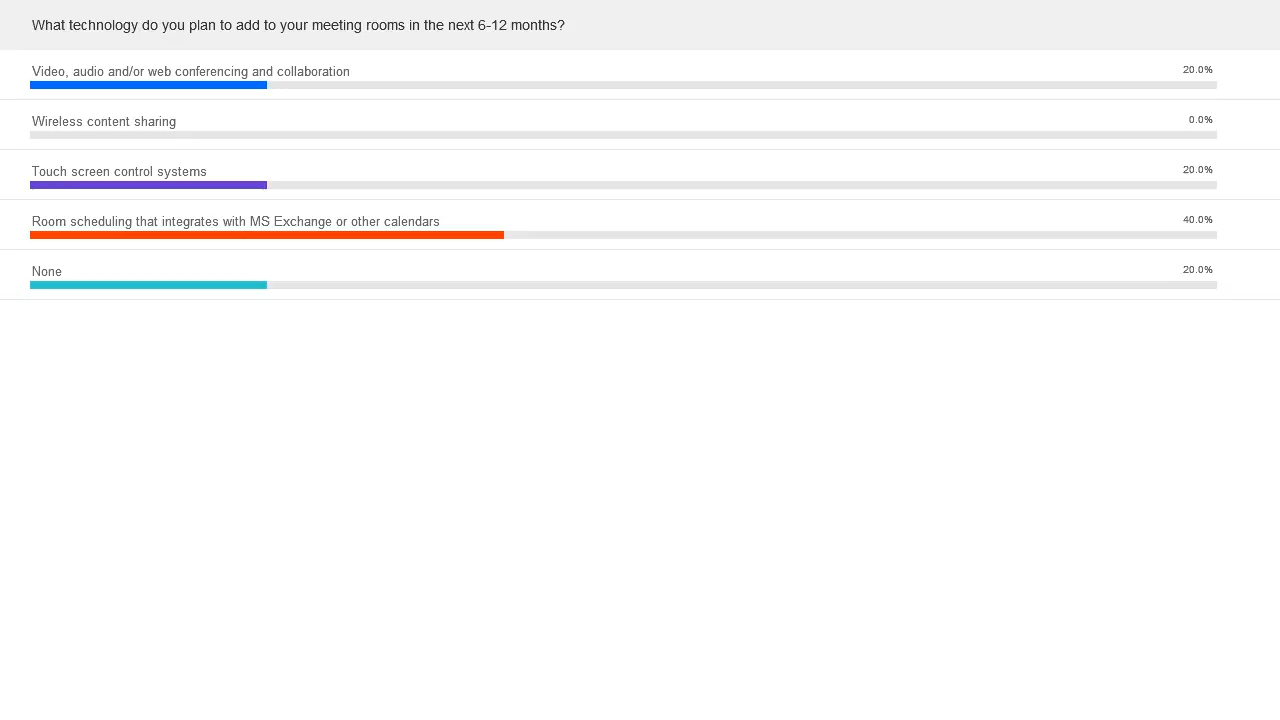 What technology do you plan to add to your meeting rooms in the next 6-12 months?
Video, audio and/or web conferencing and collaboration 20.0%
Wireless content sharing 0.0%
Touch screen control systems 20.0%
Room scheduling that integrates with MS Exchange or other calendars 40.0%
None 20.0%